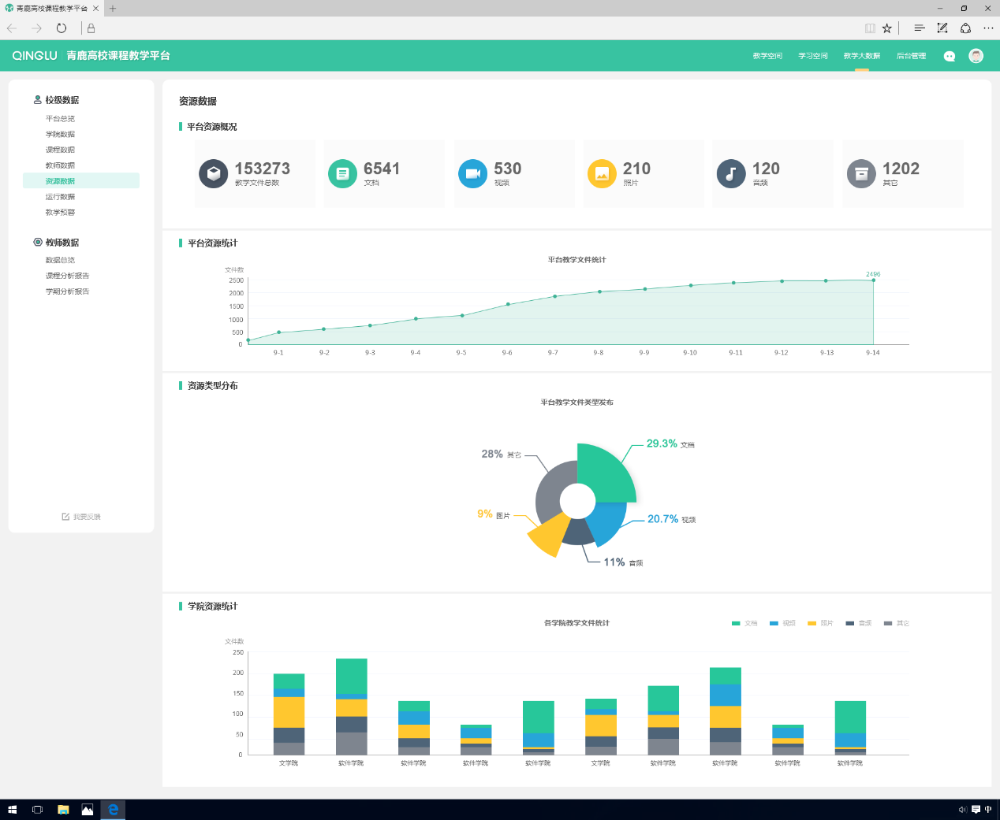 青鹿高校课程教学平台
QINGLU 青鹿高校课程教学平台
教学空间 学习空间 教学大数据 后台管理
校级数据
平台总览
学院数据
课程数据
教师数据
资源数据
运行数据
教学预警
教师数据
数据总览
课程分析报告
学期分析报告
我要反馈
资源数据
平台资源概况
153273
教学文件总数
6541
文档
530
视频
210
照片
120
音频
1202
其它
平台资源统计
平台教学文件统计
文件数
2500
2000
1500
1000
500
0
2496
9-1 9-2 9-3 9-4 9-5 9-6 9-7 9-8 9-9 9-10 9-11 9-12 9-13 9-14
资源类型分布
平台教学文件类型发布
29.3% 文档
28% 其它
9% 图片
20.7% 视频
11% 音频
学院资源统计
各学院教学文件统计
文档 视频 照片 音频 其它
文件数
250
200
150
100
50
0
文学院 软件学院 软件学院 软件学院 软件学院 文学院 软件学院 软件学院 软件学院 软件学院
中